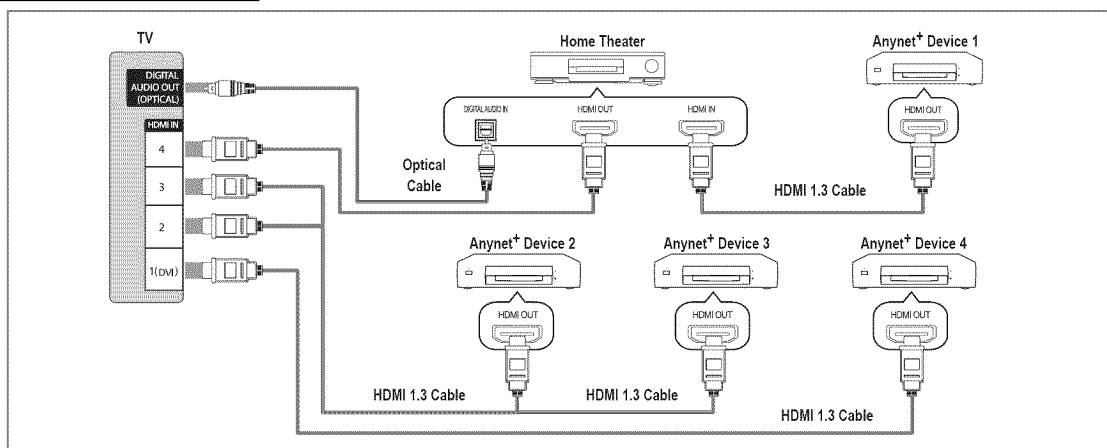 TV
Home Theater
Anynet+ Device 1
DIGITAL
AUDIO OUT
(OPTICAL)
DIGITAL AUDIO IN
HDMI OUT
HDMI IN
HDMI OUT
HDMI IN
4
3
2
1(DVI)
Optical
Cable
HDMI 1.3 Cable
Anynet+ Device 2
Anynet+ Device 3
Anynet+ Device 4
HDMI OUT
HDMI OUT
HDMI OUT
HDMI 1.3 Cable
HDMI 1.3 Cable
HDMI 1.3 Cable